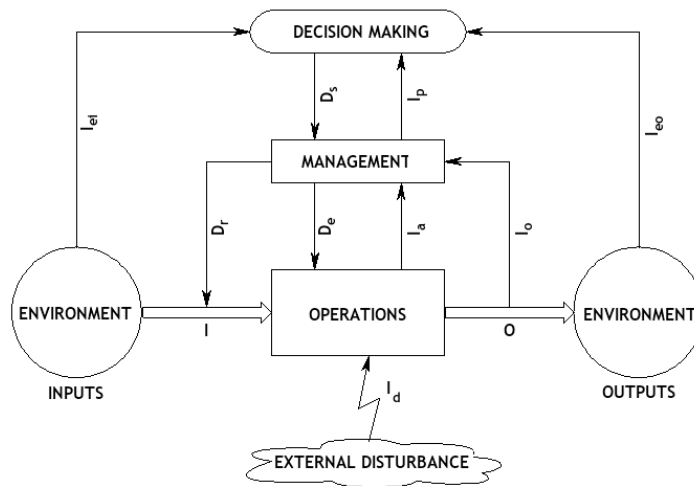 DECISION MAKING
D_s
I_p
I_ei
I_eo
MANAGEMENT
D_r
D_e
I_a
I_o
ENVIRONMENT
OPERATIONS
ENVIRONMENT
I
O
INPUTS
OUTPUTS
I_d
EXTERNAL DISTURBANCE